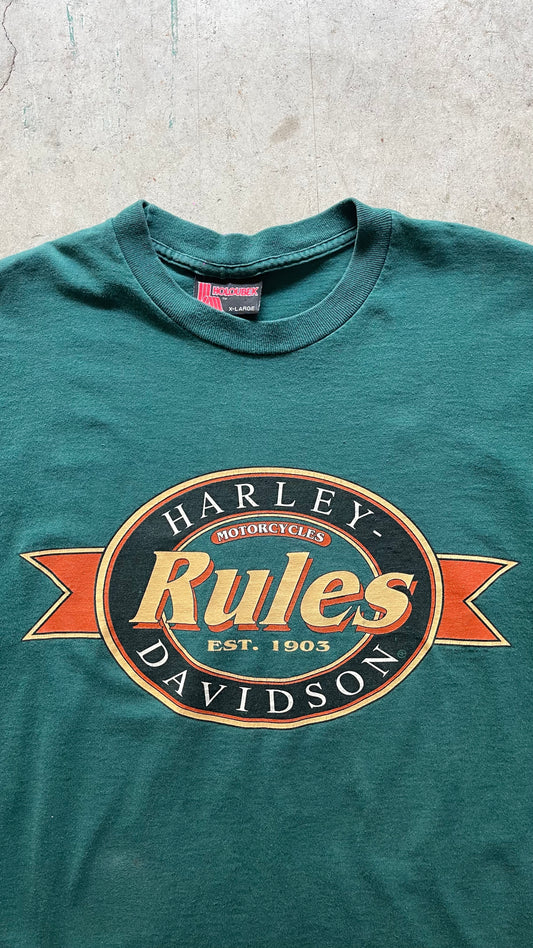 HOLOUBEK
X-LARGE
HARLEY-
MOTORCYCLES
Rules
EST. 1903
DAVIDSON
®